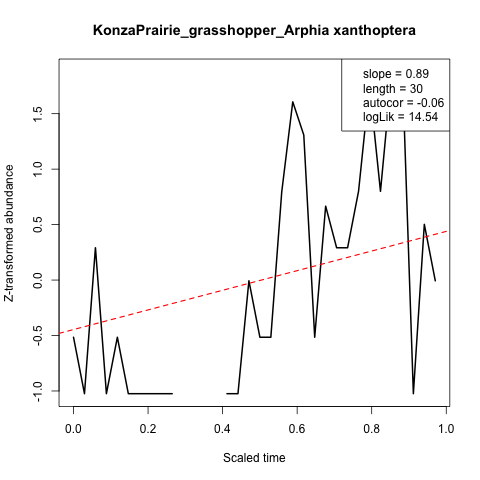 KonzaPrairie_grasshopper_Arphia xanthoptera
slope = 0.89
length = 30
autocor = -0.06
logLik = 14.54
Z-transformed abundance
1.5
1.0
0.5
0.0
-0.5
-1.0
0.0 0.2 0.4 0.6 0.8 1.0
Scaled time